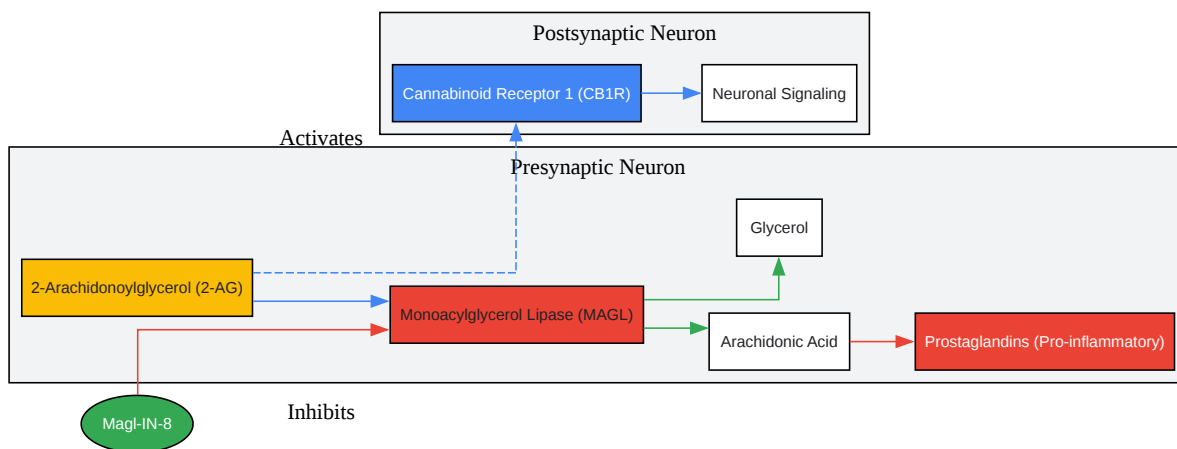 Postsynaptic Neuron
Cannabinoid Receptor 1 (CB1R)
Neuronal Signaling
Activates
Presynaptic Neuron
Glycerol
2-Arachidonoylglycerol (2-AG)
Monoacylglycerol Lipase (MAGL)
Arachidonic Acid
Prostaglandins (Pro-inflammatory)
Inhibits
Magl-IN-8